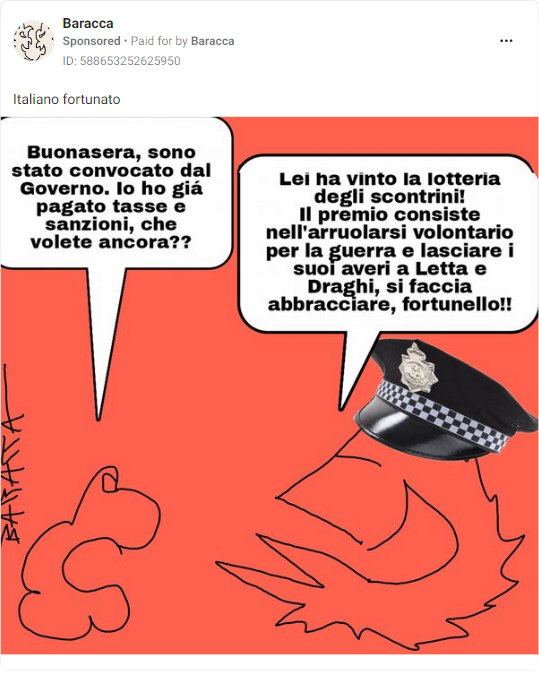 Baracca
Sponsored • Paid for by Baracca
ID: 588653252625950
Italiano fortunato
Buonasera, sono
stato convocato dal
Governo. Io ho giá
pagato tasse e
sanzioni, che
volete ancora??
Lei ha vinto la lotteria
degli scontrini!
Il premio consiste
nell'arruolarsi volontario
per la guerra e lasciare i
suoi averi a Letta e
Draghi, si faccia
abbracciare, fortunello!!